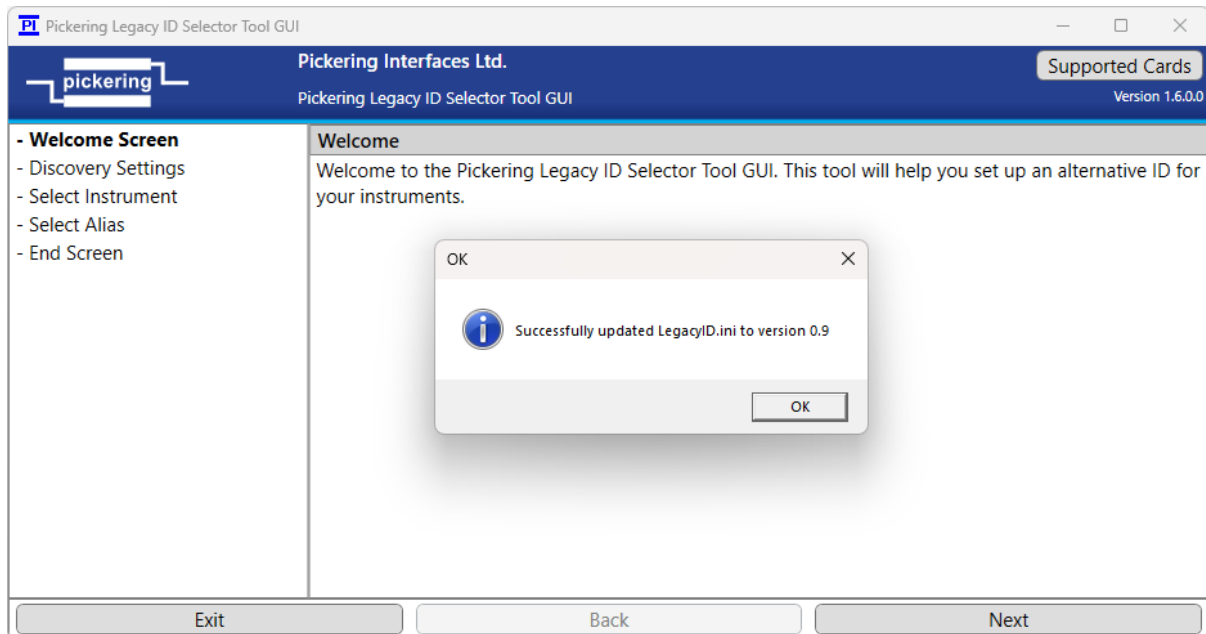 PI Pickering Legacy ID Selector Tool GUI
pickering
Pickering Interfaces Ltd.
Supported Cards
Pickering Legacy ID Selector Tool GUI
Version 1.6.0.0
- Welcome Screen
- Discovery Settings
- Select Instrument
- Select Alias
- End Screen
Welcome
Welcome to the Pickering Legacy ID Selector Tool GUI. This tool will help you set up an alternative ID for
your instruments.
OK
Successfully updated LegacyID.ini to version 0.9
OK
Exit
Back
Next